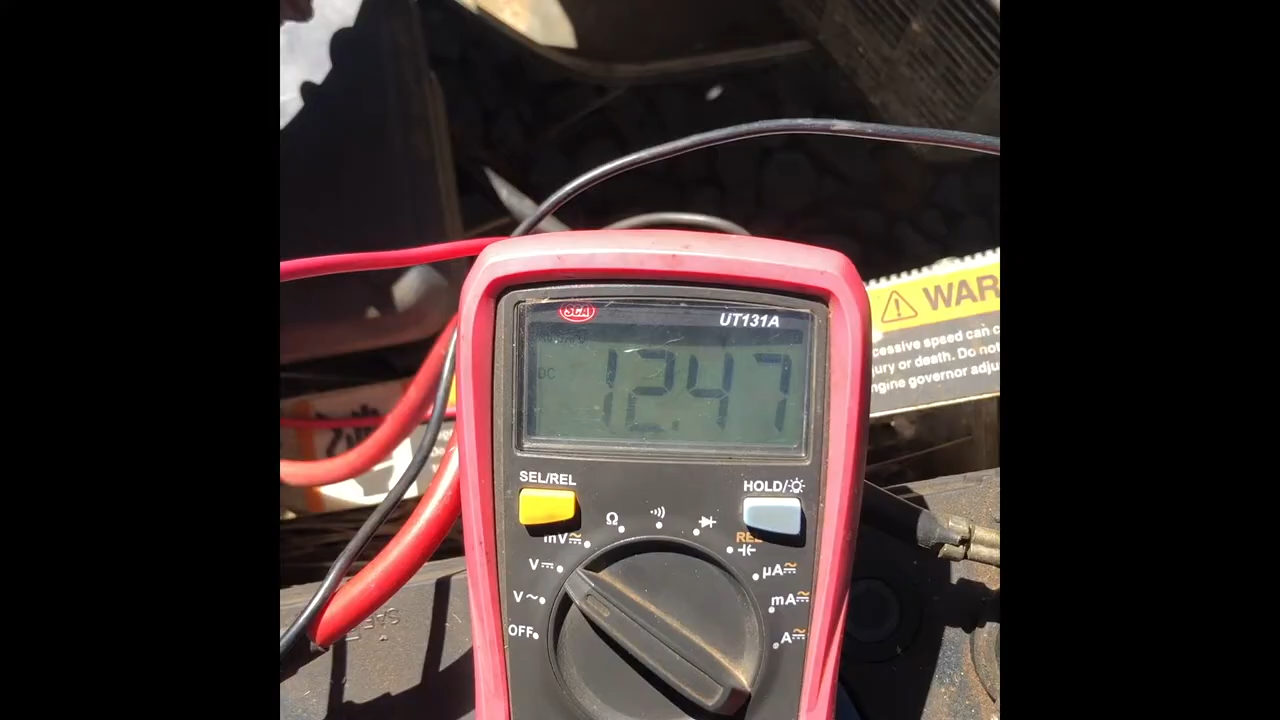 SCA
UT131A
DC
12.47
WAR
cessive speed can c
jury or death. Do not
ngine governor adju
SEL/REL
HOLD/
Ω
mV
REL
V
µA
V~
mA
OFF
A